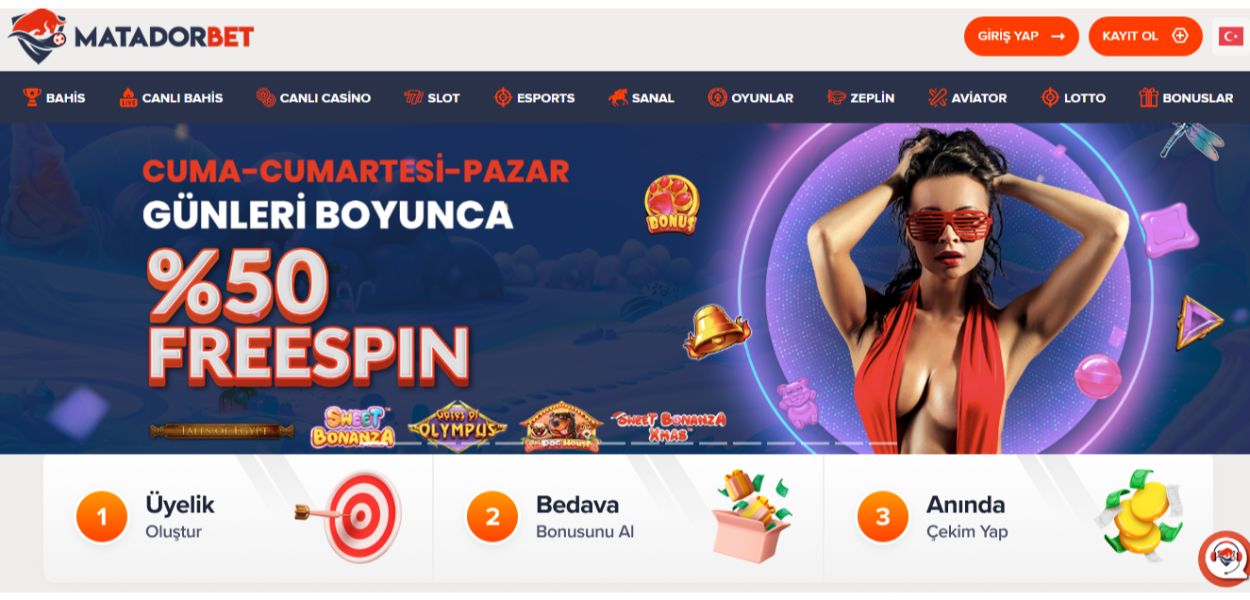 MATADORBET
GİRİŞ YAP
KAYIT OL
BAHİS
CANLI BAHİS
CANLI CASİNO
SLOT
ESPORTS
SANAL
OYUNLAR
ZEPLİN
AVİATOR
LOTTO
BONUSLAR
CUMA-CUMARTESİ-PAZAR
GÜNLERİ BOYUNCA
%50
FREESPIN
BONUS
TALES OF EGYPT
SWEET
BONANZA
GATES OF
OLYMPUS
DOG HOUSE
SWEET BONANZA
XMAS
1
Üyelik
Oluştur
2
Bedava
Bonusunu Al
3
Anında
Çekim Yap